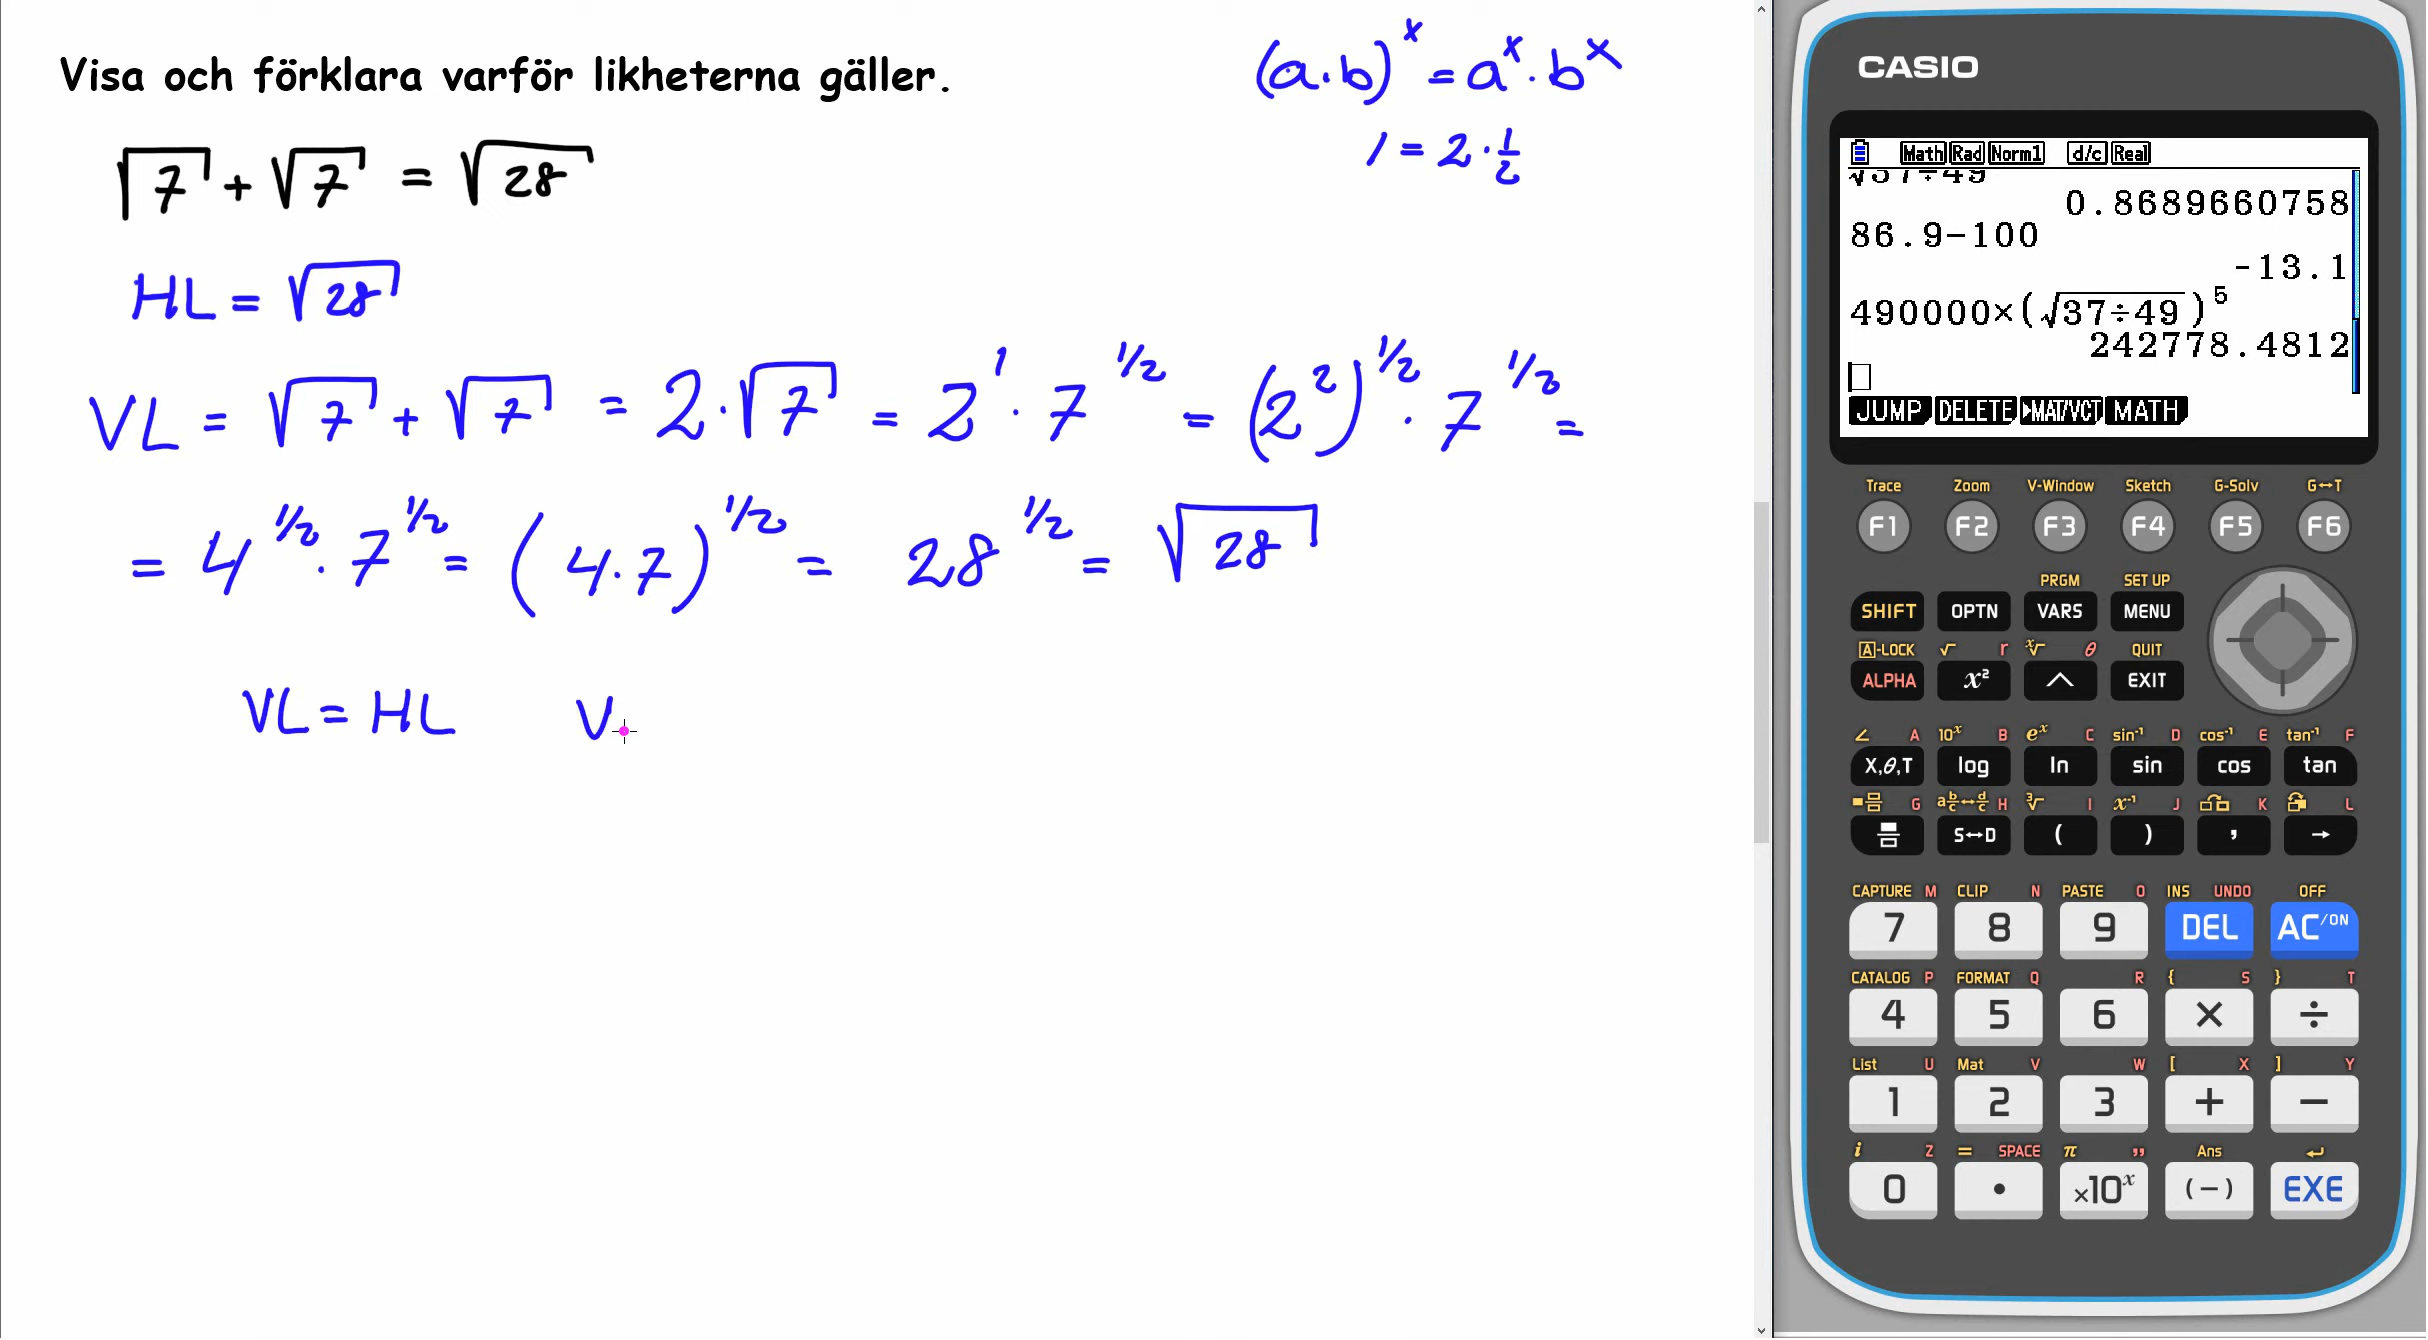 Visa och förklara varför likheterna gäller.
(a·b)^x = a^x · b^x
1 = 2 · 1/2
√7 + √7 = √28
HL = √28
VL = √7 + √7 = 2·√7 = 2^1 · 7^1/2 = (2^2)^1/2 · 7^1/2 =
= 4^1/2 · 7^1/2 = (4·7)^1/2 = 28^1/2 = √28
VL = HL V
CASIO
Math Rad Norm1 d/c Real
√37÷49
0.8689660758
86.9-100
-13.1
490000×(√37÷49)^5
242778.4812
JUMP DELETE ▶MAT/VCT MATH
Trace Zoom V-Window Sketch G-Solv G↔T
F1 F2 F3 F4 F5 F6
PRGM SET UP
SHIFT OPTN VARS MENU
A-LOCK √ r ˣ√ θ QUIT
ALPHA x² ^ EXIT
∠ A 10ˣ B eˣ C sin⁻¹ D cos⁻¹ E tan⁻¹ F
X,θ,T log ln sin cos tan
G a b/c↔d/c H ³√ I x⁻¹ J K L
S↔D ( ) , →
CAPTURE M CLIP N PASTE O INS UNDO OFF
7 8 9 DEL AC/ON
CATALOG P FORMAT Q R { S } T
4 5 6 × ÷
List U Mat V W [ X ] Y
1 2 3 + −
i Z = SPACE π " Ans ↵
0 . ×10ˣ (−) EXE